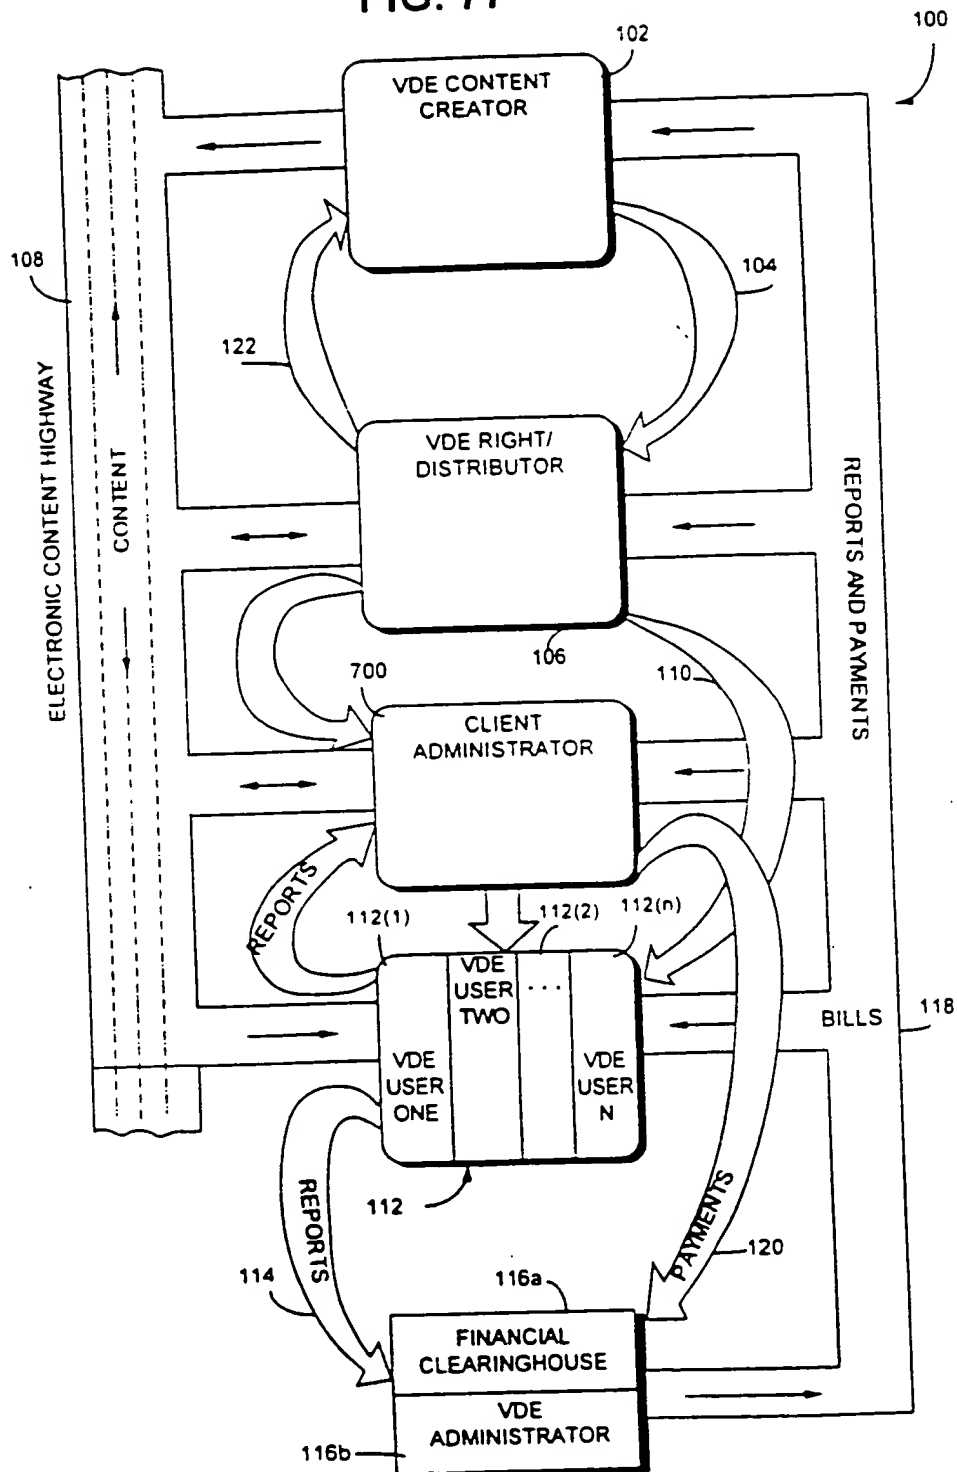 100
102
VDE CONTENT
CREATOR
108
104
122
ELECTRONIC CONTENT HIGHWAY
CONTENT
VDE RIGHT/
DISTRIBUTOR
REPORTS AND PAYMENTS
106
110
700
CLIENT
ADMINISTRATOR
REPORTS
112(1)
112(2)
112(n)
VDE
USER
TWO
...
VDE
USER
ONE
VDE
USER
N
BILLS
118
112
REPORTS
PAYMENTS
114
120
116a
FINANCIAL
CLEARINGHOUSE
VDE
ADMINISTRATOR
116b